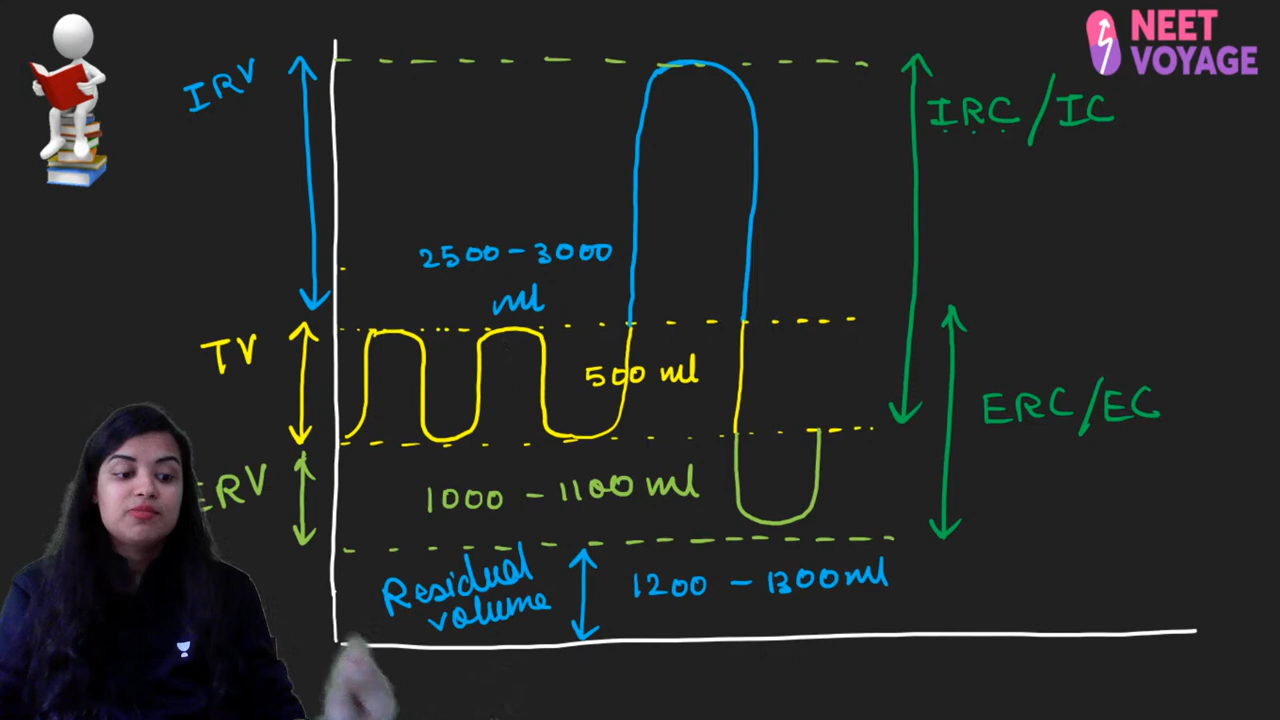 NEET
VOYAGE
IRV
IRC/IC
2500-3000
ml
TV
500 ml
ERC/EC
ERV
1000 - 1100 ml
Residual
volume
1200 - 1300 ml